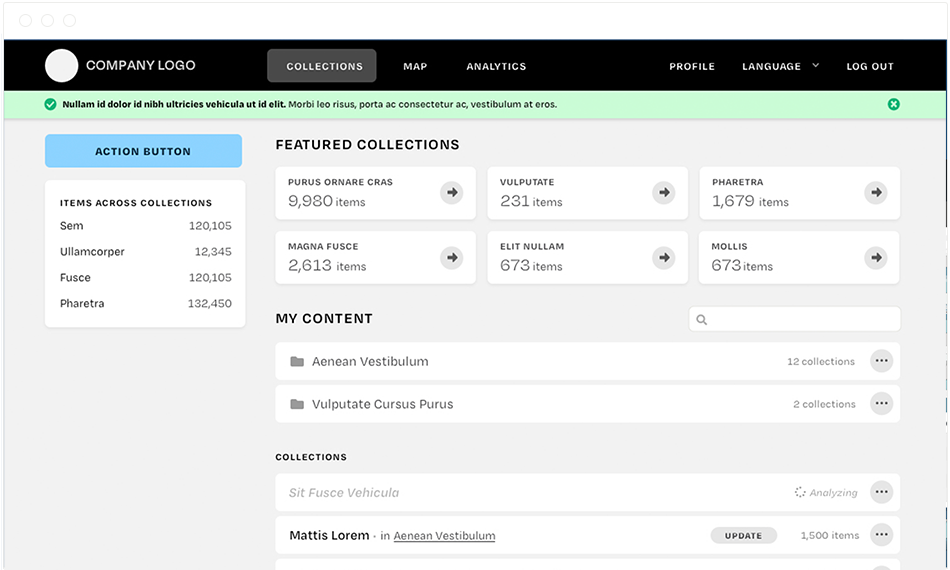 COMPANY LOGO
COLLECTIONS
MAP
ANALYTICS
PROFILE
LANGUAGE
LOG OUT
Nullam id dolor id nibh ultricies vehicula ut id elit. Morbi leo risus, porta ac consectetur ac, vestibulum at eros.
ACTION BUTTON
ITEMS ACROSS COLLECTIONS
Sem 120,105
Ullamcorper 12,345
Fusce 120,105
Pharetra 132,450
FEATURED COLLECTIONS
PURUS ORNARE CRAS
9,980 items
VULPUTATE
231 items
PHARETRA
1,679 items
MAGNA FUSCE
2,613 items
ELIT NULLAM
673 items
MOLLIS
673 items
MY CONTENT
Aenean Vestibulum 12 collections
Vulputate Cursus Purus 2 collections
COLLECTIONS
Sit Fusce Vehicula Analyzing
Mattis Lorem · in Aenean Vestibulum UPDATE 1,500 items